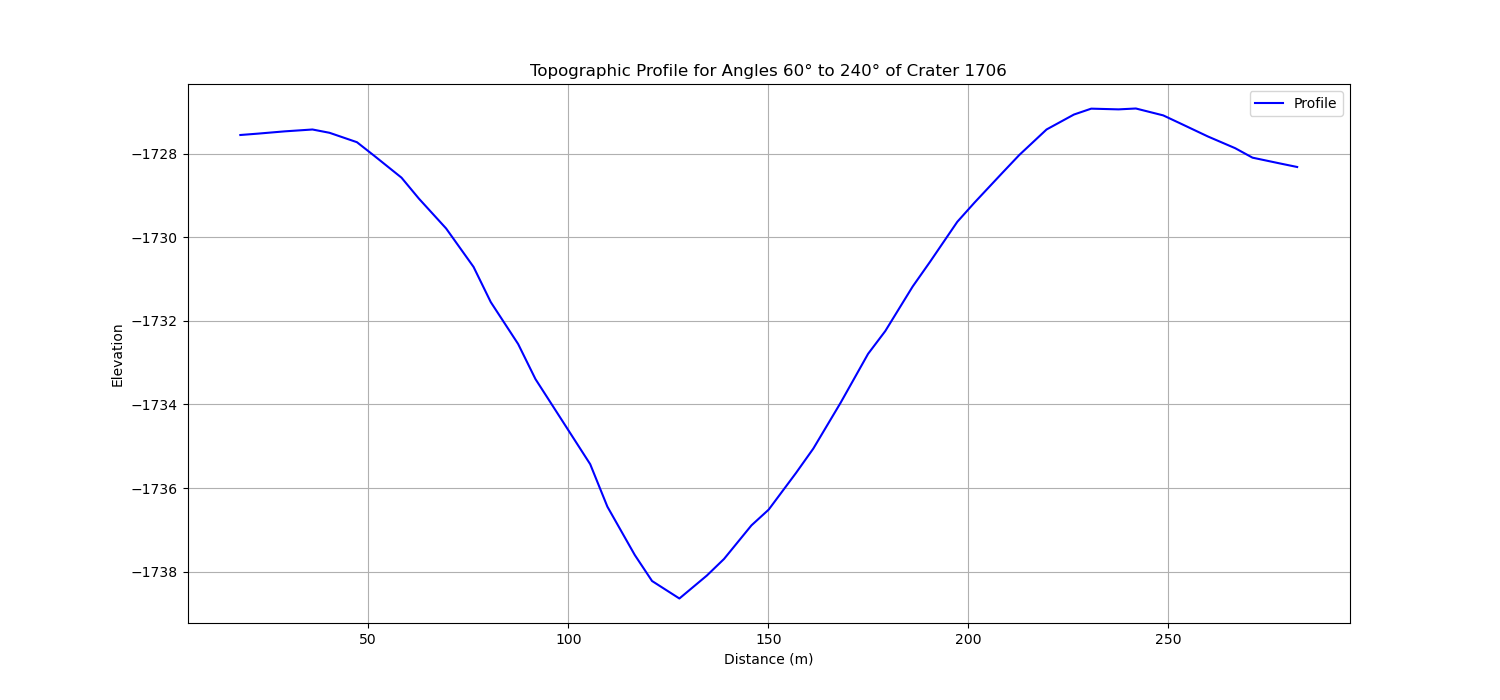 Topographic Profile for Angles 60° to 240° of Crater 1706
Profile
−1728
−1730
−1732
−1734
−1736
−1738
Elevation
50 100 150 200 250
Distance (m)